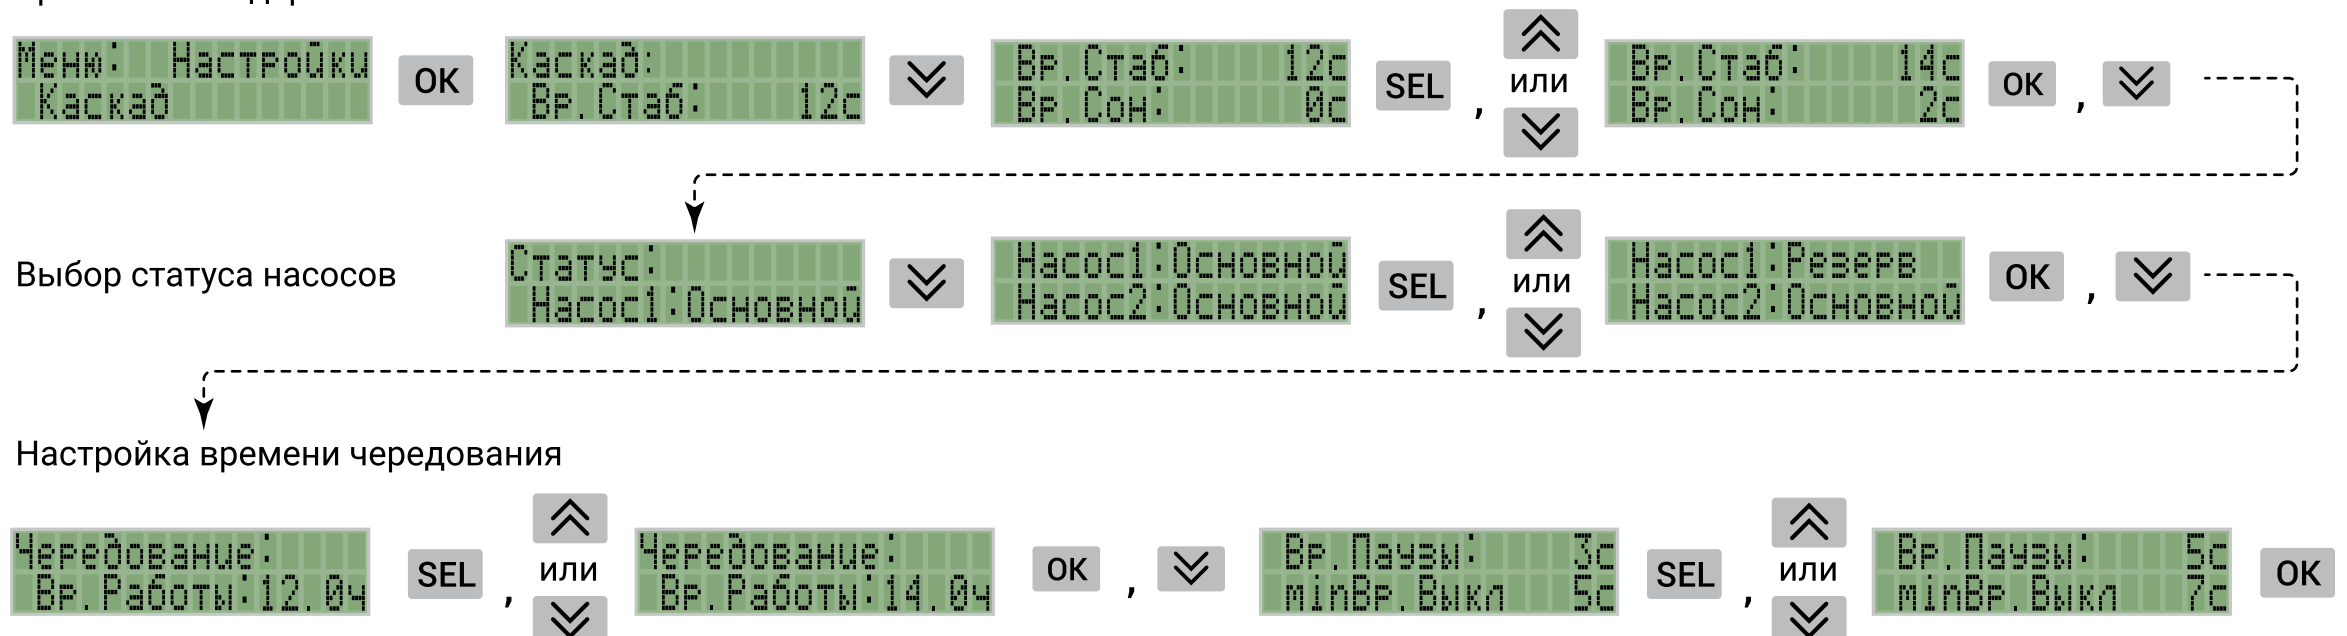 Меню: Настройки
Каскад
OK
Каскад:
Вр.Стаб: 12с
Вр.Стаб: 12с
Вр.Сон: 0с
SEL
,
или
Вр.Стаб: 14с
Вр.Сон: 2с
OK
,
Выбор статуса насосов
Статус:
Насос1:Основной
Насос1:Основной
Насос2:Основной
SEL
,
или
Насос1:Резерв
Насос2:Основной
OK
,
Настройка времени чередования
Чередование:
Вр.Работы:12.0ч
SEL
,
или
Чередование:
Вр.Работы:14.0ч
OK
,
Вр.Паузы: 3с
minВр.Выкл 5с
SEL
,
или
Вр.Паузы: 5с
minВр.Выкл 7с
OK